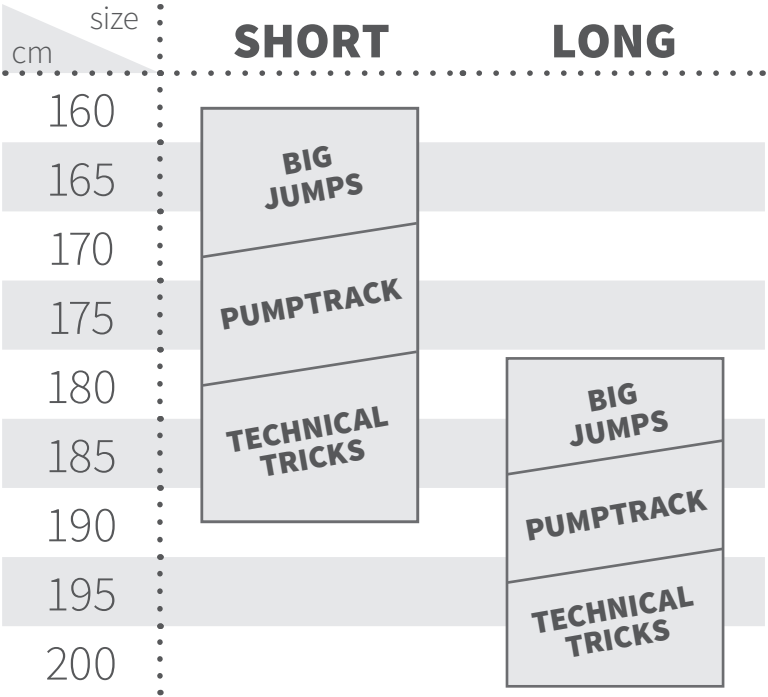 size
cm
SHORT LONG
160
165
170
175
180
185
190
195
200
BIG
JUMPS
PUMPTRACK
TECHNICAL
TRICKS
BIG
JUMPS
PUMPTRACK
TECHNICAL
TRICKS